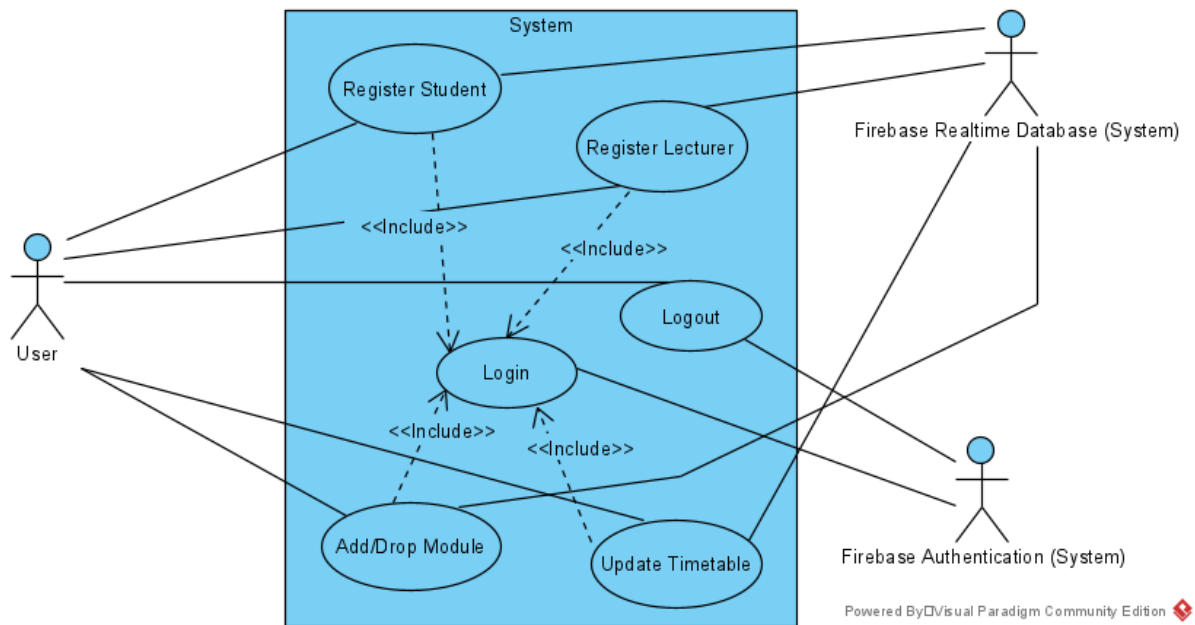 System
Register Student
Firebase Realtime Database (System)
Register Lecturer
<<Include>>
<<Include>>
Logout
User
Login
<<Include>>
<<Include>>
Add/Drop Module
Update Timetable
Firebase Authentication (System)
Powered By□Visual Paradigm Community Edition